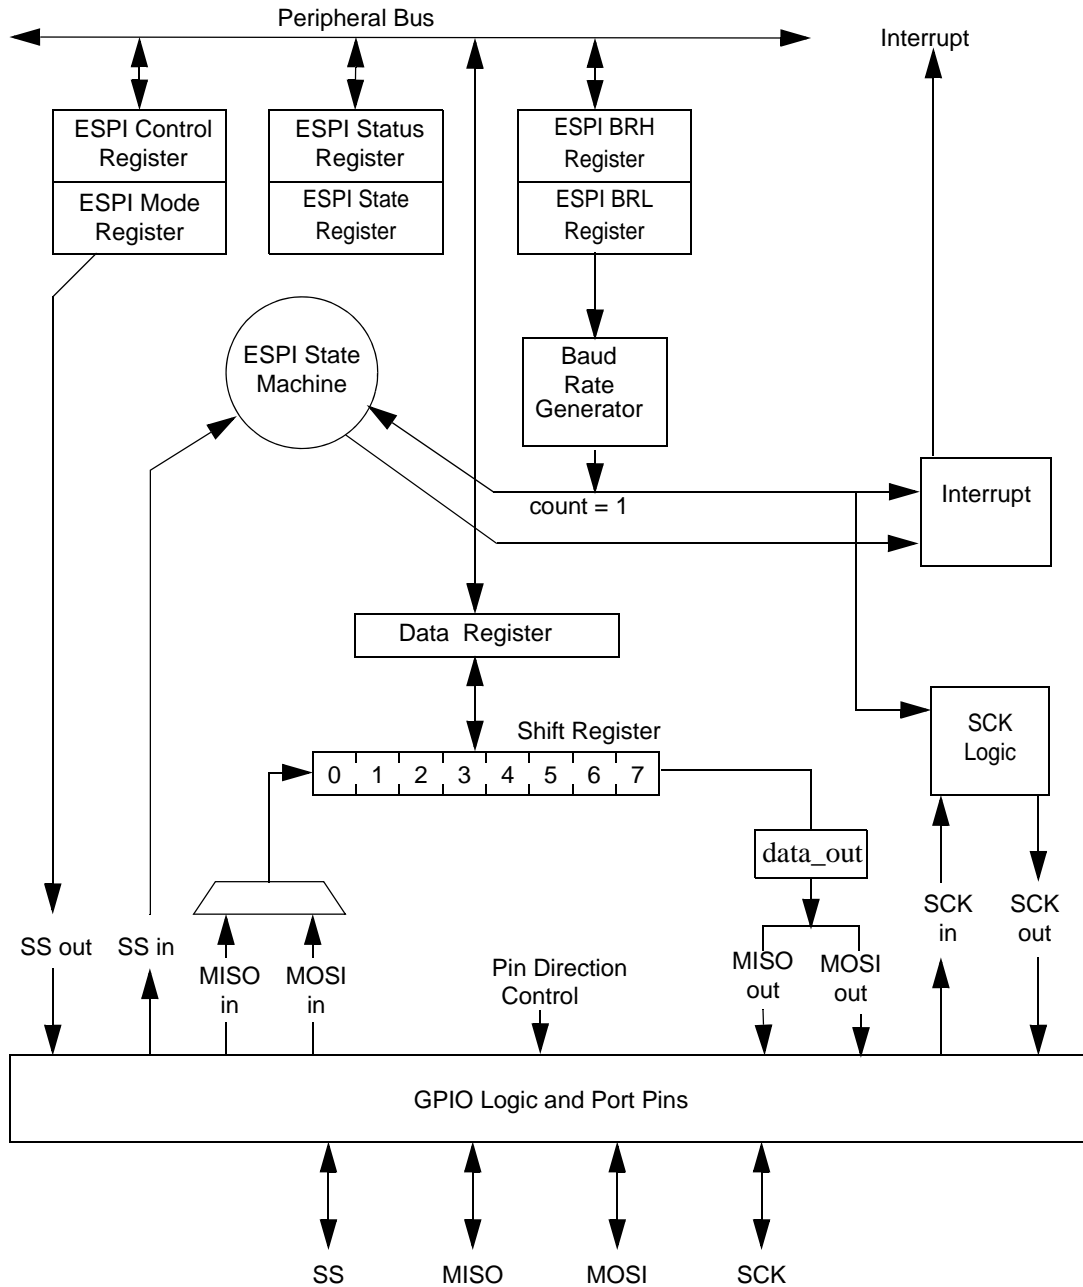 Peripheral Bus
Interrupt
ESPI Control
Register
ESPI Mode
Register
ESPI Status
Register
ESPI State
Register
ESPI BRH
Register
ESPI BRL
Register
ESPI State
Machine
Baud
Rate
Generator
count = 1
Interrupt
Data Register
Shift Register
0 1 2 3 4 5 6 7
SCK
Logic
data_out
SS out
SS in
MISO
in
MOSI
in
Pin Direction
Control
MISO
out
MOSI
out
SCK
in
SCK
out
GPIO Logic and Port Pins
SS
MISO
MOSI
SCK